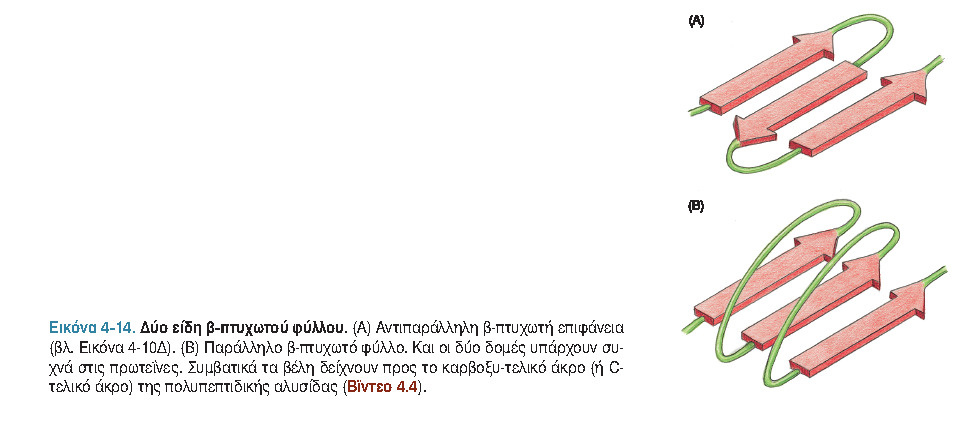 (A)
(B)
Εικόνα 4-14. Δύο είδη β-πτυχωτού φύλλου. (Α) Αντιπαράλληλη β-πτυχωτή επιφάνεια
(βλ. Εικόνα 4-10Δ). (Β) Παράλληλο β-πτυχωτό φύλλο. Και οι δύο δομές υπάρχουν συ-
χνά στις πρωτεΐνες. Συμβατικά τα βέλη δείχνουν προς το καρβοξυ-τελικό άκρο (ή C-
τελικό άκρο) της πολυπεπτιδικής αλυσίδας (Βίντεο 4.4).